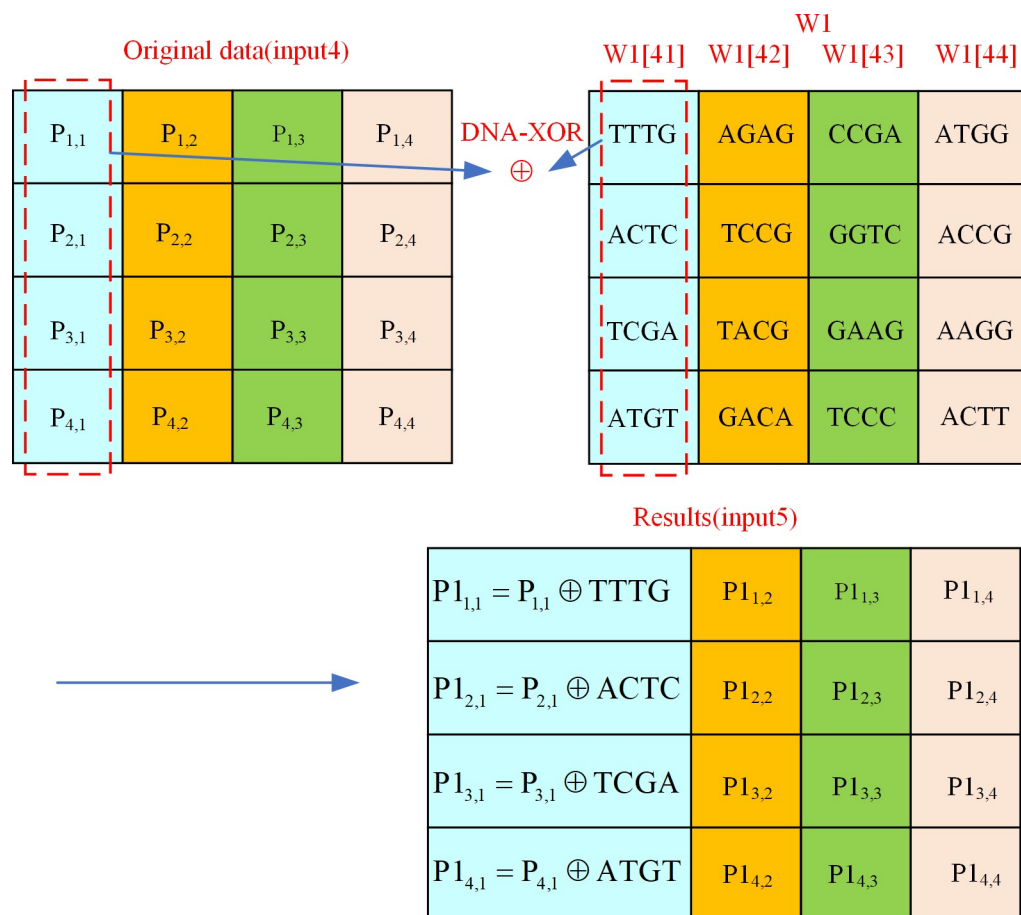 W1
Original data(input4)
W1[41] W1[42] W1[43] W1[44]
P1,1 P1,2 P1,3 P1,4
DNA-XOR
⊕
TTTG AGAG CCGA ATGG
P2,1 P2,2 P2,3 P2,4
ACTC TCCG GGTC ACCG
P3,1 P3,2 P3,3 P3,4
TCGA TACG GAAG AAGG
P4,1 P4,2 P4,3 P4,4
ATGT GACA TCCC ACTT
Results(input5)
P11,1 = P1,1 ⊕ TTTG P11,2 P11,3 P11,4
P12,1 = P2,1 ⊕ ACTC P12,2 P12,3 P12,4
P13,1 = P3,1 ⊕ TCGA P13,2 P13,3 P13,4
P14,1 = P4,1 ⊕ ATGT P14,2 P14,3 P14,4